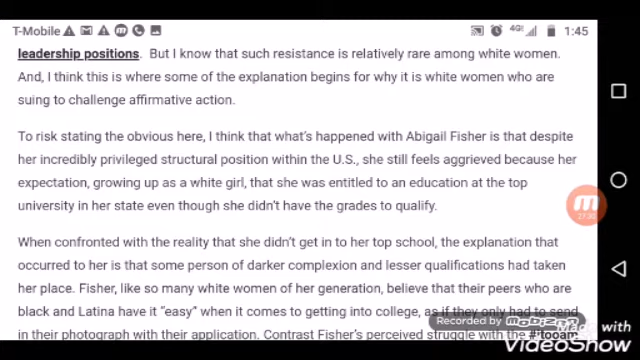 T-Mobile 4G 1:45
leadership positions. But I know that such resistance is relatively rare among white women.
And, I think this is where some of the explanation begins for why it is white women who are
suing to challenge affirmative action.
To risk stating the obvious here, I think that what's happened with Abigail Fisher is that despite
her incredibly privileged structural position within the U.S., she still feels aggrieved because her
expectation, growing up as a white girl, that she was entitled to an education at the top
university in her state even though she didn't have the grades to qualify.
27:30
When confronted with the reality that she didn't get in to her top school, the explanation that
occurred to her is that some person of darker complexion and lesser qualifications had taken
her place. Fisher, like so many white women of her generation, believe that their peers who are
black and Latina have it "easy" when it comes to getting into college, as if they only had to send
Recorded by MOBIZEN
Made with
in their photograph with their application. Contrast Fisher's perceived struggle with the #itooam
VideoShow